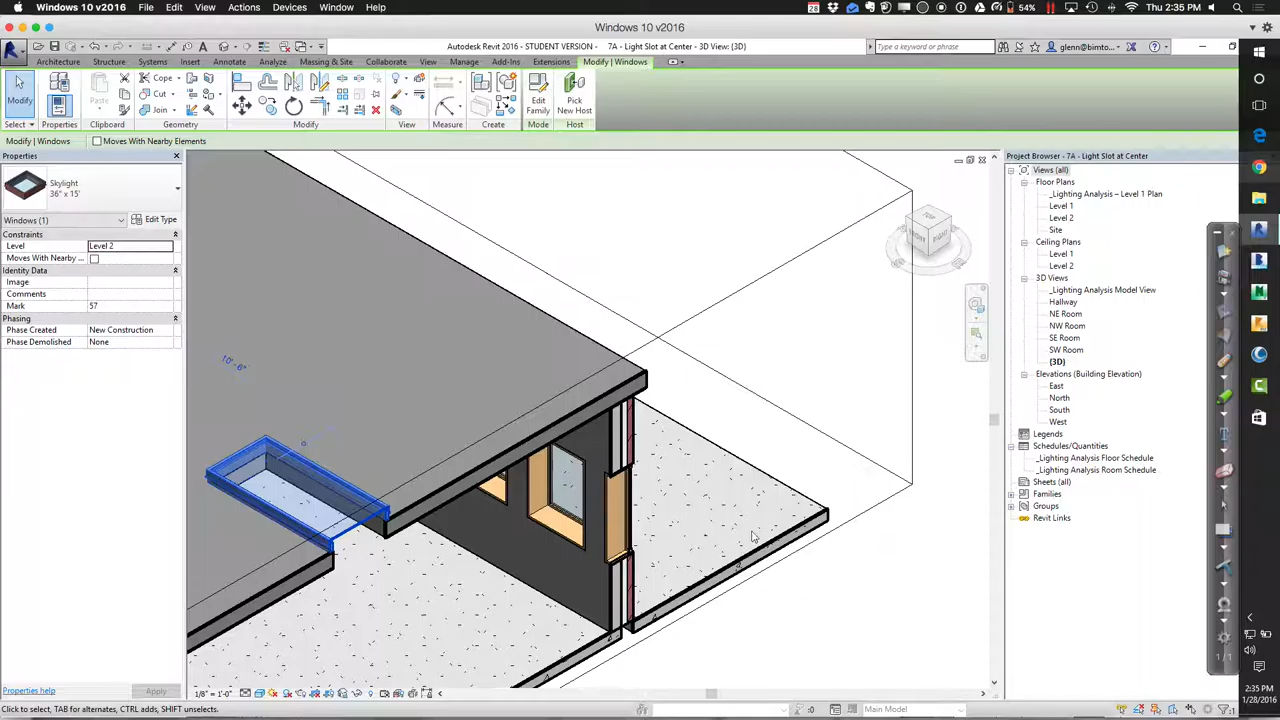 Windows 10 v2016 File Edit View Actions Devices Window Help 28 54% Thu 2:35 PM
Windows 10 v2016
Autodesk Revit 2016 - STUDENT VERSION - 7A - Light Slot at Center - 3D View: {3D} Type a keyword or phrase glenn@bimto...
Architecture Structure Systems Insert Annotate Analyze Massing & Site Collaborate View Manage Add-Ins Extensions Modify | Windows
Modify Paste Cope Cut Join Edit Family Pick New Host
Select Properties Clipboard Geometry Modify View Measure Create Mode Host
Modify | Windows Moves With Nearby Elements
Properties
Skylight
36" x 15'
Windows (1) Edit Type
Constraints
Level Level 2
Moves With Nearby ...
Identity Data
Image
Comments
Mark 57
Phasing
Phase Created New Construction
Phase Demolished None
Properties help Apply
10'-6"
TOP
FRONT RIGHT
Project Browser - 7A - Light Slot at Center
Views (all)
Floor Plans
_Lighting Analysis – Level 1 Plan
Level 1
Level 2
Site
Ceiling Plans
Level 1
Level 2
3D Views
_Lighting Analysis Model View
Hallway
NE Room
NW Room
SE Room
SW Room
{3D}
Elevations (Building Elevation)
East
North
South
West
Legends
Schedules/Quantities
_Lighting Analysis Floor Schedule
_Lighting Analysis Room Schedule
Sheets (all)
Families
Groups
Revit Links
1/8" = 1'-0"
Click to select, TAB for alternates, CTRL adds, SHIFT unselects. :0 Main Model :1
1 / 1
2:35 PM
1/28/2016